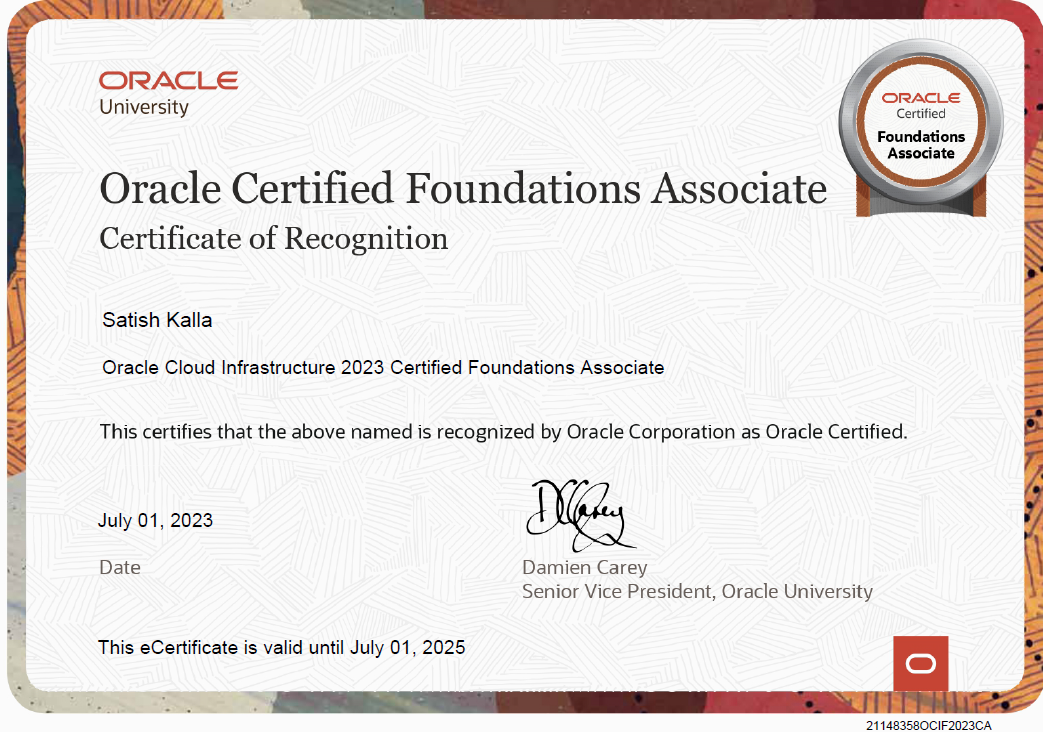 ORACLE
University
ORACLE
Certified
Foundations
Associate
Oracle Certified Foundations Associate
Certificate of Recognition
Satish Kalla
Oracle Cloud Infrastructure 2023 Certified Foundations Associate
This certifies that the above named is recognized by Oracle Corporation as Oracle Certified.
DCarey
July 01, 2023
Date
Damien Carey
Senior Vice President, Oracle University
This eCertificate is valid until July 01, 2025
21148358OCIF2023CA